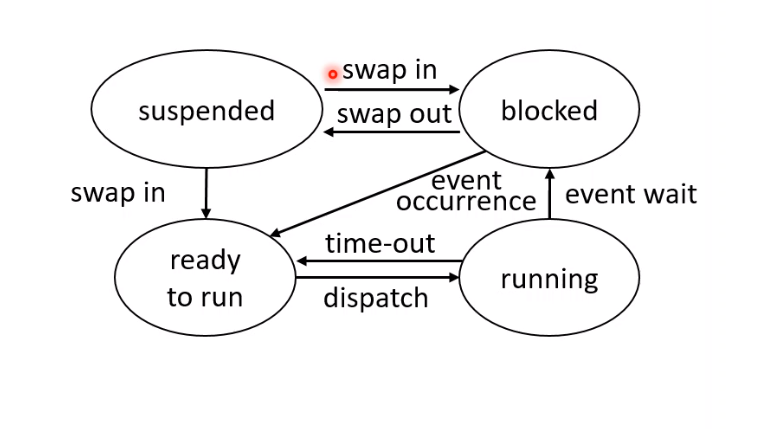 swap in
suspended
swap out
blocked
swap in
event
occurrence
event wait
ready
to run
time-out
dispatch
running